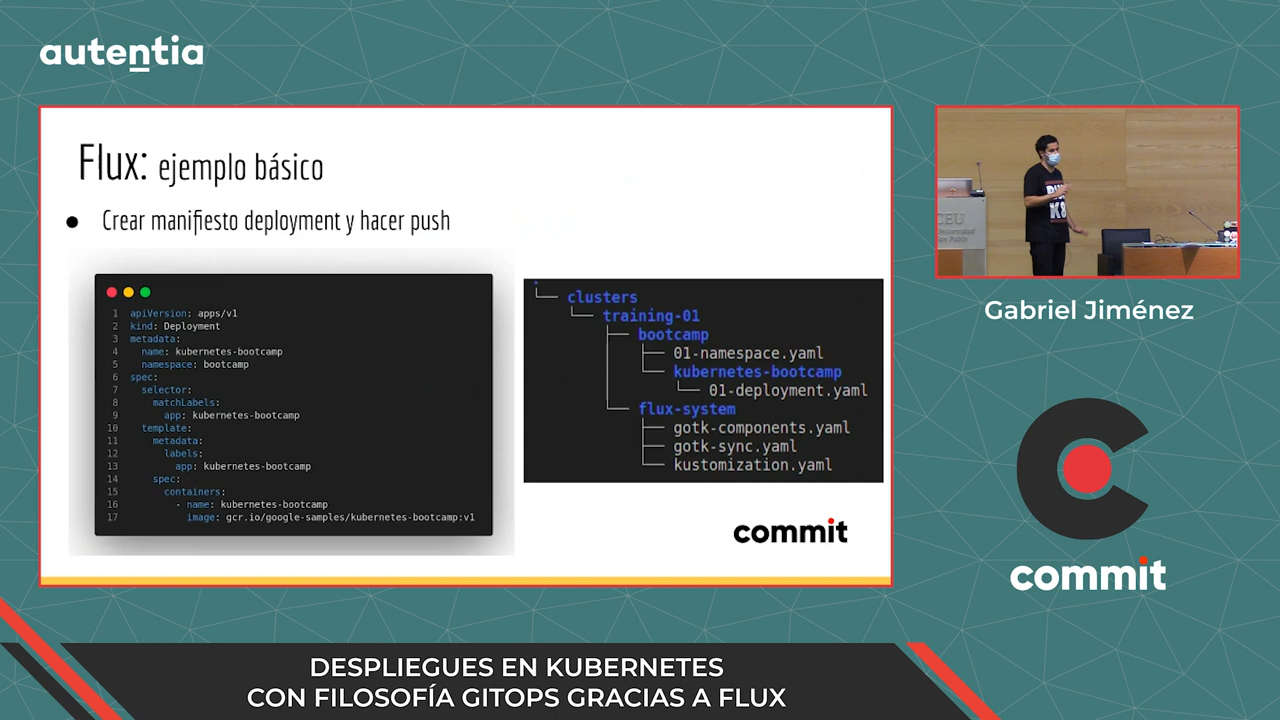 autentia
Flux: ejemplo básico
● Crear manifiesto deployment y hacer push
1 apiVersion: apps/v1
2 kind: Deployment
3 metadata:
4   name: kubernetes-bootcamp
5   namespace: bootcamp
6 spec:
7   selector:
8     matchLabels:
9       app: kubernetes-bootcamp
10   template:
11     metadata:
12       labels:
13         app: kubernetes-bootcamp
14     spec:
15       containers:
16         - name: kubernetes-bootcamp
17           image: gcr.io/google-samples/kubernetes-bootcamp:v1
.
└── clusters
    └── training-01
        ├── bootcamp
        │   ├── 01-namespace.yaml
        │   └── kubernetes-bootcamp
        │       └── 01-deployment.yaml
        └── flux-system
            ├── gotk-components.yaml
            ├── gotk-sync.yaml
            └── kustomization.yaml
commit
CEU
Gabriel Jiménez
commit
DESPLIEGUES EN KUBERNETES
CON FILOSOFÍA GITOPS GRACIAS A FLUX